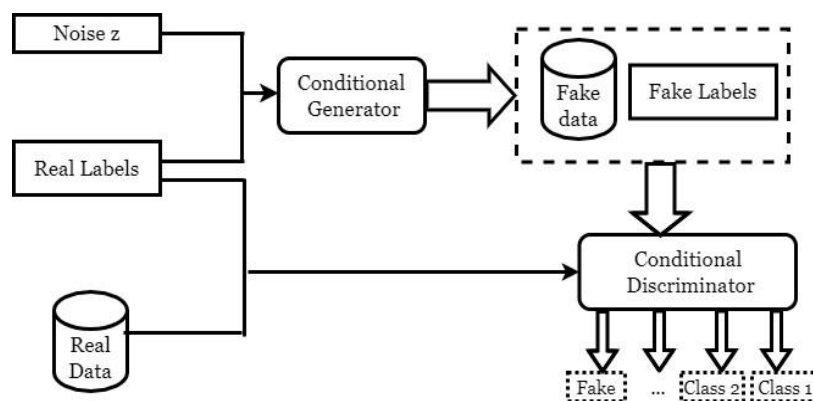 Noise z
Conditional
Generator
Fake
data
Fake Labels
Real Labels
Conditional
Discriminator
Real
Data
Fake
...
Class 2
Class 1